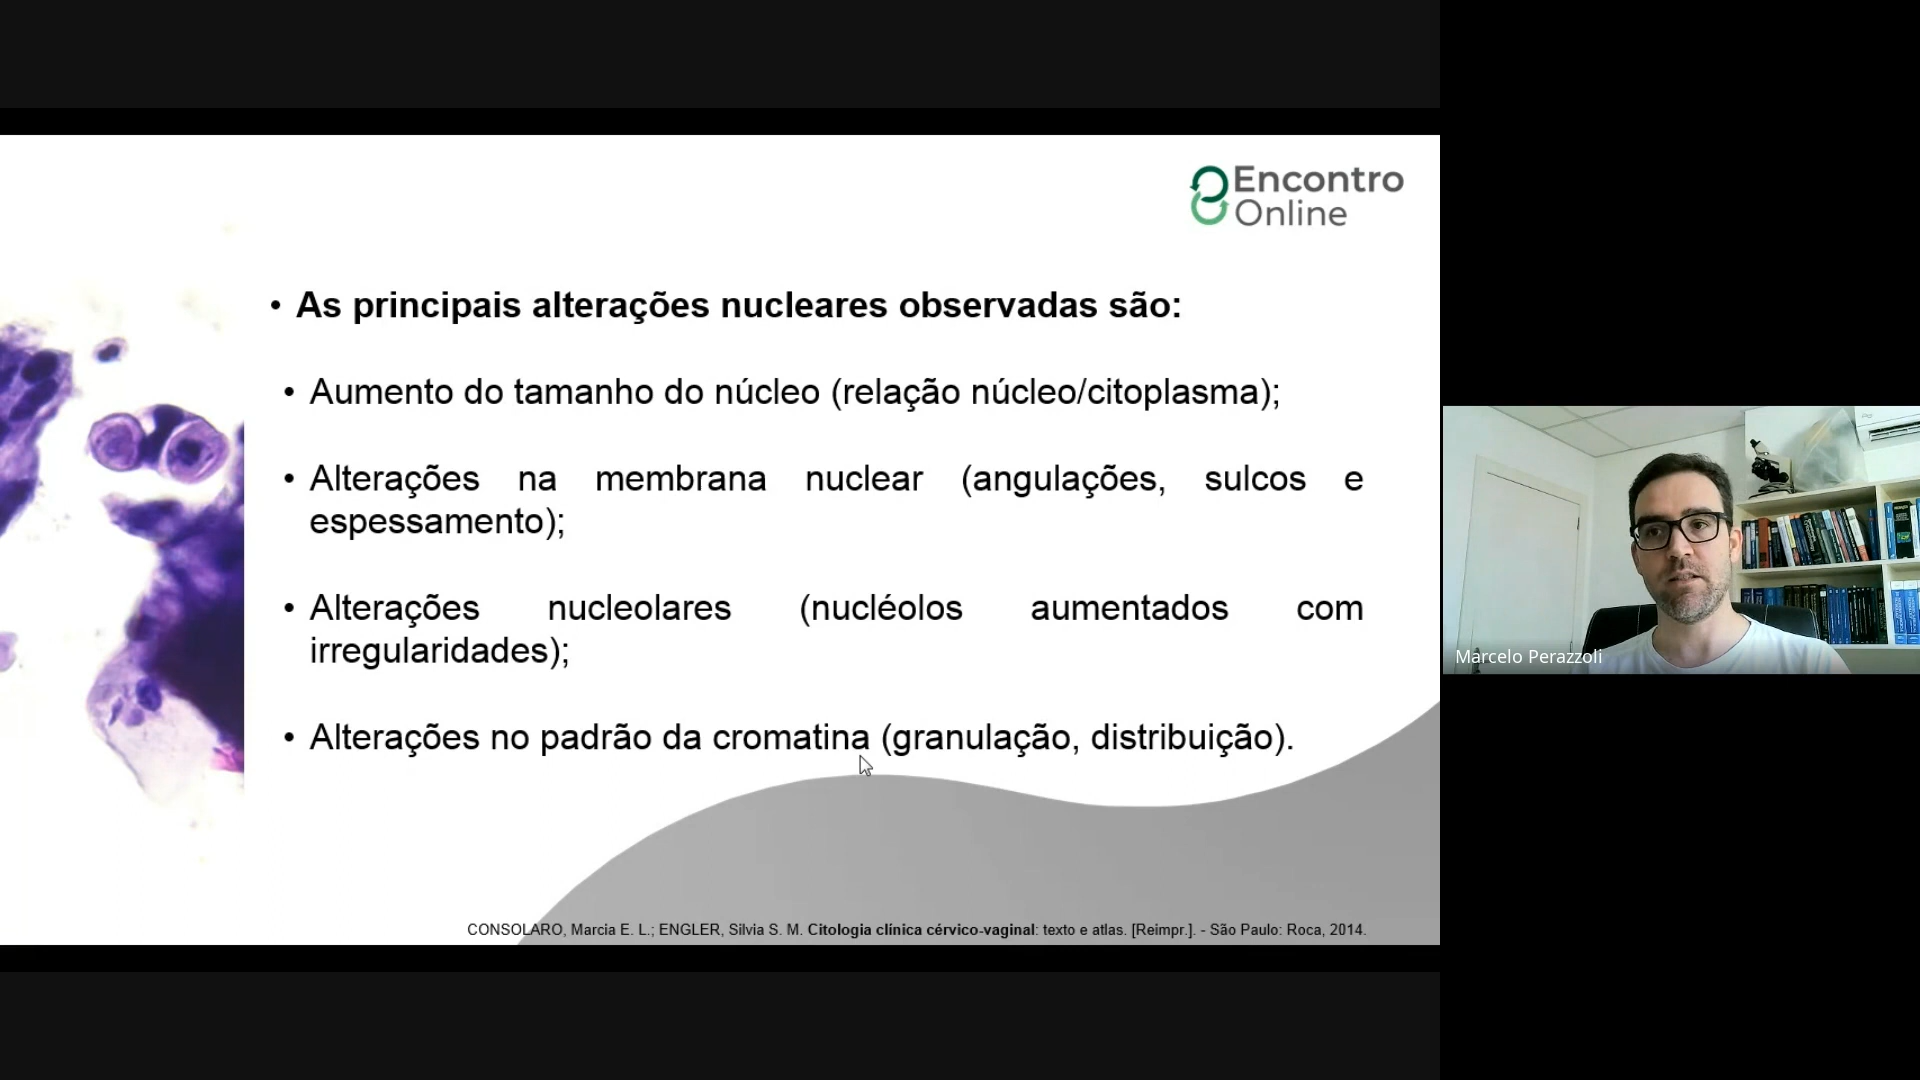 Encontro
Online
• As principais alterações nucleares observadas são:
• Aumento do tamanho do núcleo (relação núcleo/citoplasma);
• Alterações na membrana nuclear (angulações, sulcos e
espessamento);
• Alterações nucleolares (nucléolos aumentados com
irregularidades);
• Alterações no padrão da cromatina (granulação, distribuição).
CONSOLARO, Marcia E. L.; ENGLER, Silvia S. M. Citologia clínica cérvico-vaginal: texto e atlas. [Reimpr.]. - São Paulo: Roca, 2014.
Marcelo Perazzoli